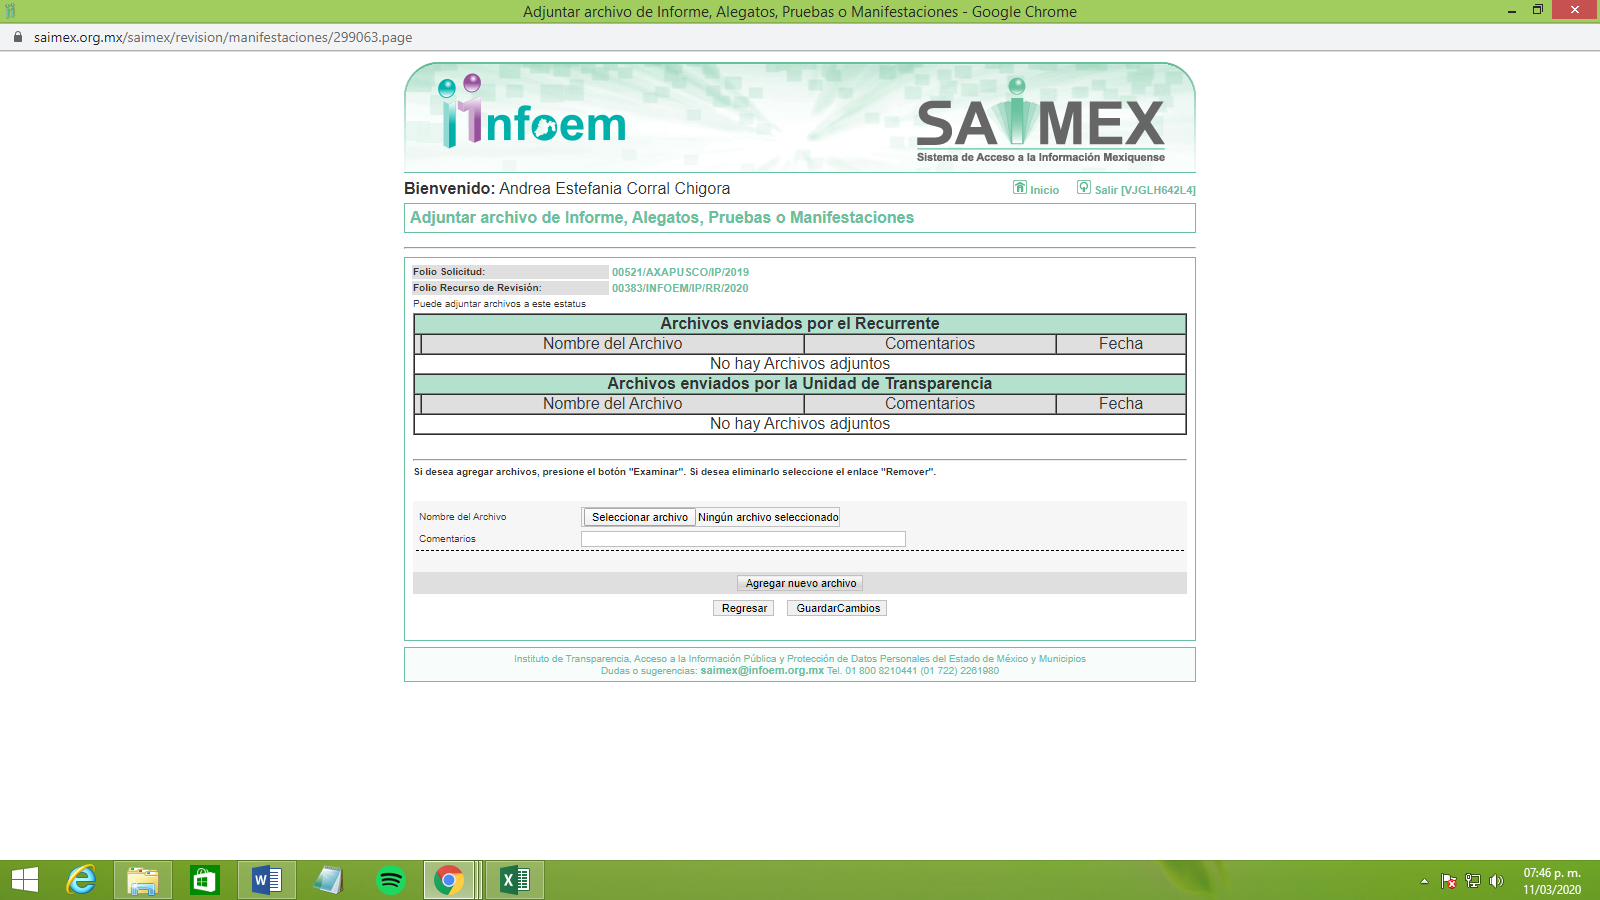 Adjuntar archivo de Informe, Alegatos, Pruebas o Manifestaciones - Google Chrome
saimex.org.mx/saimex/revision/manifestaciones/299063.page
infoem
SAIMEX
Sistema de Acceso a la Información Mexiquense
Bienvenido: Andrea Estefania Corral Chigora
Inicio Salir [VJGLH642L4]
Adjuntar archivo de Informe, Alegatos, Pruebas o Manifestaciones
Folio Solicitud: 00521/AXAPUSCO/IP/2019
Folio Recurso de Revisión: 00383/INFOEM/IP/RR/2020
Puede adjuntar archivos a este estatus
Archivos enviados por el Recurrente
Nombre del Archivo Comentarios Fecha
No hay Archivos adjuntos
Archivos enviados por la Unidad de Transparencia
Nombre del Archivo Comentarios Fecha
No hay Archivos adjuntos
Si desea agregar archivos, presione el botón "Examinar". Si desea eliminarlo seleccione el enlace "Remover".
Nombre del Archivo Seleccionar archivo Ningún archivo seleccionado
Comentarios
Agregar nuevo archivo
Regresar GuardarCambios
Instituto de Transparencia, Acceso a la Información Pública y Protección de Datos Personales del Estado de México y Municipios
Dudas o sugerencias: saimex@infoem.org.mx Tel. 01 800 8210441 (01 722) 2261980
07:46 p. m.
11/03/2020